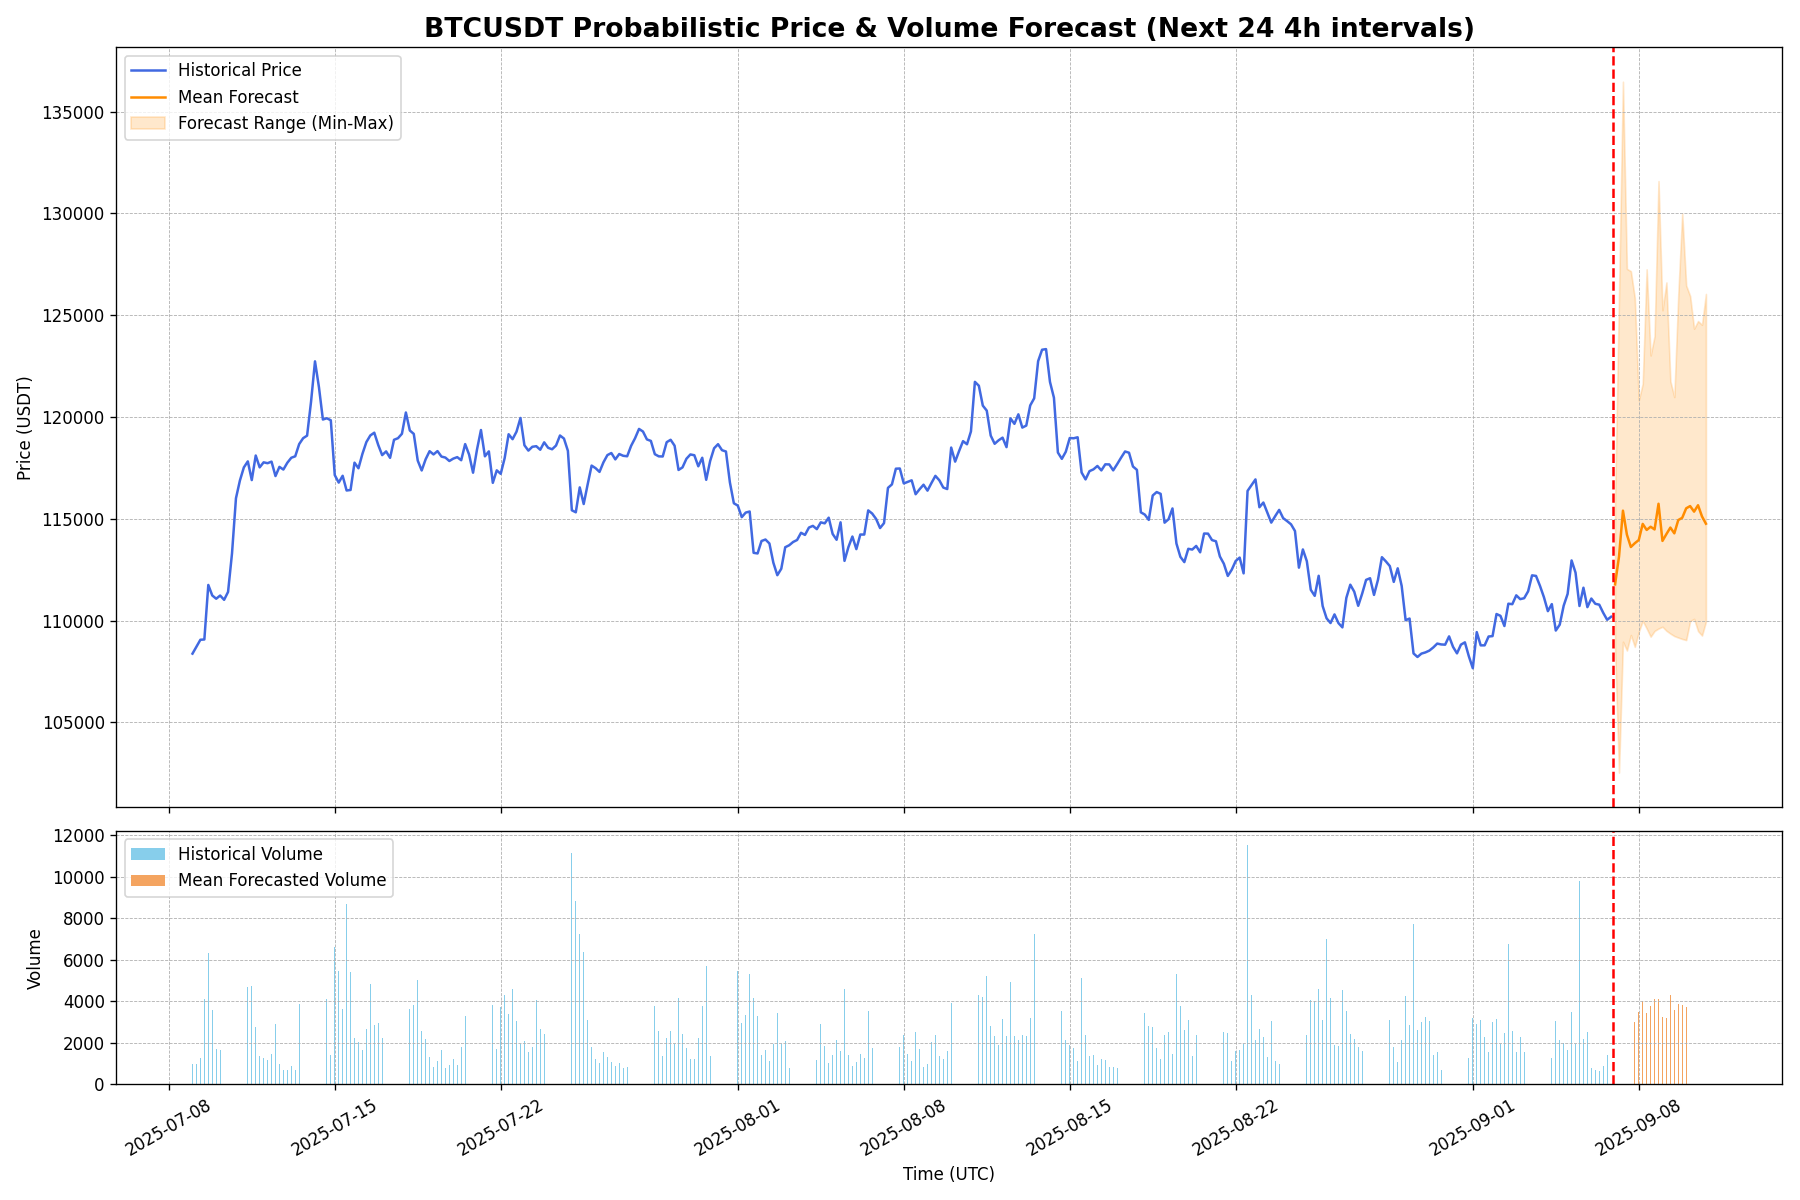 BTCUSDT Probabilistic Price & Volume Forecast (Next 24 4h intervals)
Historical Price
Mean Forecast
Forecast Range (Min-Max)
135000
130000
125000
120000
115000
110000
105000
Price (USDT)
Historical Volume
Mean Forecasted Volume
12000
10000
8000
6000
4000
2000
0
Volume
2025-07-08
2025-07-15
2025-07-22
2025-08-01
2025-08-08
2025-08-15
2025-08-22
2025-09-01
2025-09-08
Time (UTC)